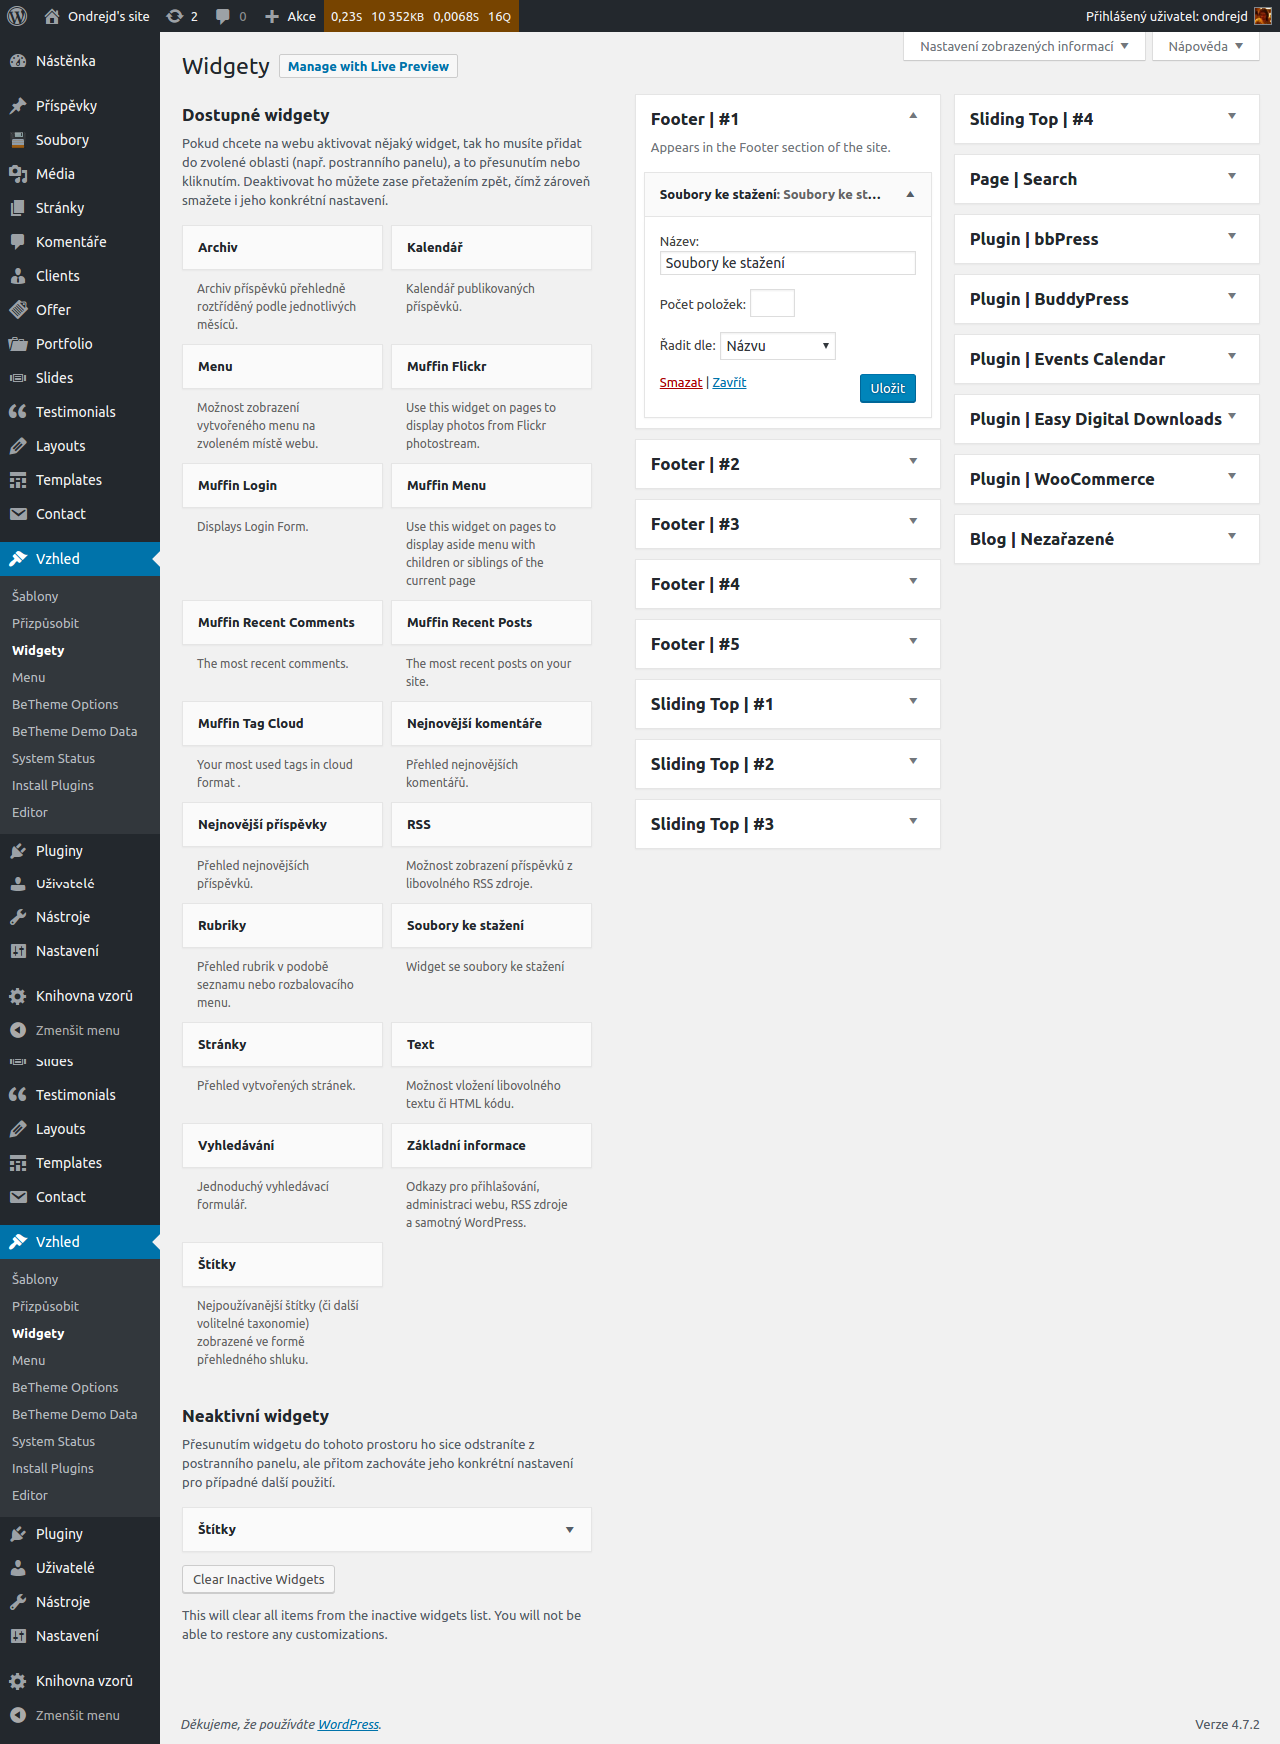 Ondrejd's site
2
0
Akce
0,23S 10 352KB 0,0068S 16Q
Přihlášený uživatel: ondrejd
Nástěnka
Příspěvky
Soubory
Média
Stránky
Komentáře
Clients
Offer
Portfolio
Slides
Testimonials
Layouts
Templates
Contact
Vzhled
Šablony
Přizpůsobit
Widgety
Menu
BeTheme Options
BeTheme Demo Data
System Status
Install Plugins
Editor
Pluginy
Uživatelé
Nástroje
Nastavení
Knihovna vzorů
Zmenšit menu
Slides
Testimonials
Layouts
Templates
Contact
Vzhled
Šablony
Přizpůsobit
Widgety
Menu
BeTheme Options
BeTheme Demo Data
System Status
Install Plugins
Editor
Pluginy
Uživatelé
Nástroje
Nastavení
Knihovna vzorů
Zmenšit menu
Nastavení zobrazených informací
Nápověda
Widgety
Manage with Live Preview
Dostupné widgety
Pokud chcete na webu aktivovat nějaký widget, tak ho musíte přidat
do zvolené oblasti (např. postranního panelu), a to přesunutím nebo
kliknutím. Deaktivovat ho můžete zase přetažením zpět, čímž zároveň
smažete i jeho konkrétní nastavení.
Archiv
Archiv příspěvků přehledně
roztříděný podle jednotlivých
měsíců.
Kalendář
Kalendář publikovaných
příspěvků.
Menu
Možnost zobrazení
vytvořeného menu na
zvoleném místě webu.
Muffin Flickr
Use this widget on pages to
display photos from Flickr
photostream.
Muffin Login
Displays Login Form.
Muffin Menu
Use this widget on pages to
display aside menu with
children or siblings of the
current page
Muffin Recent Comments
The most recent comments.
Muffin Recent Posts
The most recent posts on your
site.
Muffin Tag Cloud
Your most used tags in cloud
format .
Nejnovější komentáře
Přehled nejnovějších
komentářů.
Nejnovější příspěvky
Přehled nejnovějších
příspěvků.
RSS
Možnost zobrazení příspěvků z
libovolného RSS zdroje.
Rubriky
Přehled rubrik v podobě
seznamu nebo rozbalovacího
menu.
Soubory ke stažení
Widget se soubory ke stažení
Stránky
Přehled vytvořených stránek.
Text
Možnost vložení libovolného
textu či HTML kódu.
Vyhledávání
Jednoduchý vyhledávací
formulář.
Základní informace
Odkazy pro přihlašování,
administraci webu, RSS zdroje
a samotný WordPress.
Štítky
Nejpoužívanější štítky (či další
volitelné taxonomie)
zobrazené ve formě
přehledného shluku.
Neaktivní widgety
Přesunutím widgetu do tohoto prostoru ho sice odstraníte z
postranního panelu, ale přitom zachováte jeho konkrétní nastavení
pro případné další použití.
Štítky
Clear Inactive Widgets
This will clear all items from the inactive widgets list. You will not be
able to restore any customizations.
Footer | #1
Appears in the Footer section of the site.
Soubory ke stažení: Soubory ke st...
Název:
Soubory ke stažení
Počet položek:
Řadit dle: Názvu
Smazat | Zavřít
Uložit
Footer | #2
Footer | #3
Footer | #4
Footer | #5
Sliding Top | #1
Sliding Top | #2
Sliding Top | #3
Sliding Top | #4
Page | Search
Plugin | bbPress
Plugin | BuddyPress
Plugin | Events Calendar
Plugin | Easy Digital Downloads
Plugin | WooCommerce
Blog | Nezařazené
Děkujeme, že používáte WordPress.
Verze 4.7.2